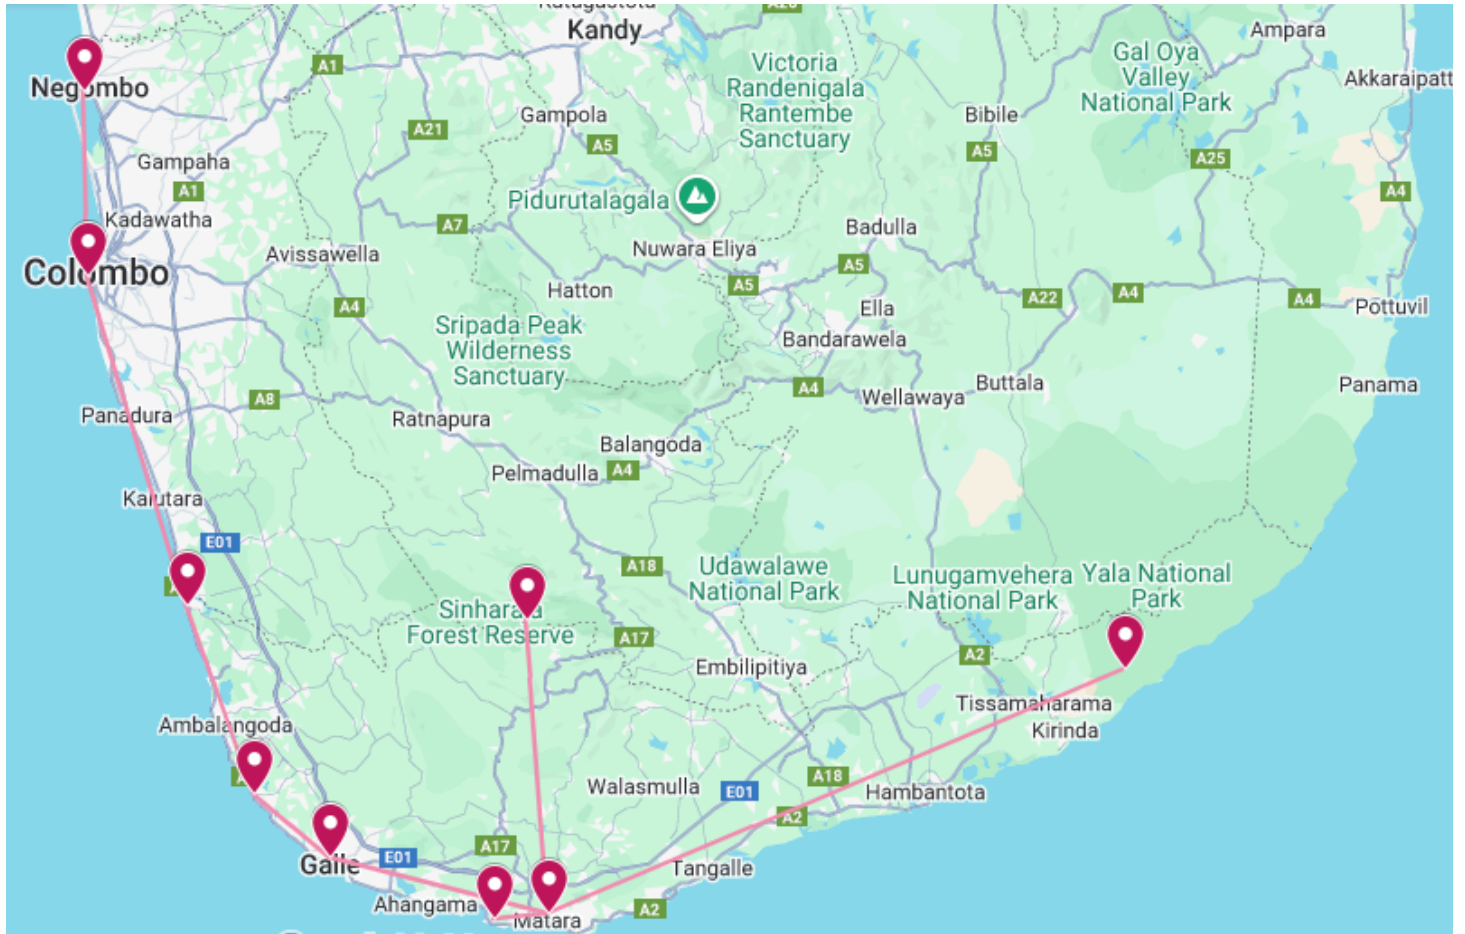 Kandy
A26
Ampara
Gal Oya
Valley
National Park
Akkaraipatt
Victoria
Randenigala
Rantembe
Sanctuary
A1
Negombo
Gampola
Bibile
A21
A5
A5
A25
Gampaha
A1
A4
Pidurutalagala
Kadawatha
A7
Badulla
Nuwara Eliya
Avissawella
Colombo
A5
A5
Hatton
A22
A4
A4
Pottuvil
A4
Ella
Sripada Peak
Wilderness
Sanctuary
Bandarawela
A4
Buttala
Panama
Wellawaya
A8
Panadura
Ratnapura
Balangoda
Pelmadulla
A4
Kalutara
E01
A18
Udawalawe
National Park
Lunugamvehera
National Park
Yala National
Park
Sinharaja
Forest Reserve
A17
A2
Embilipitiya
Tissamaharama
Kirinda
Ambalangoda
A18
Walasmulla
E01
Hambantota
A2
A17
Galle
E01
Tangalle
Ahangama
A2
Matara